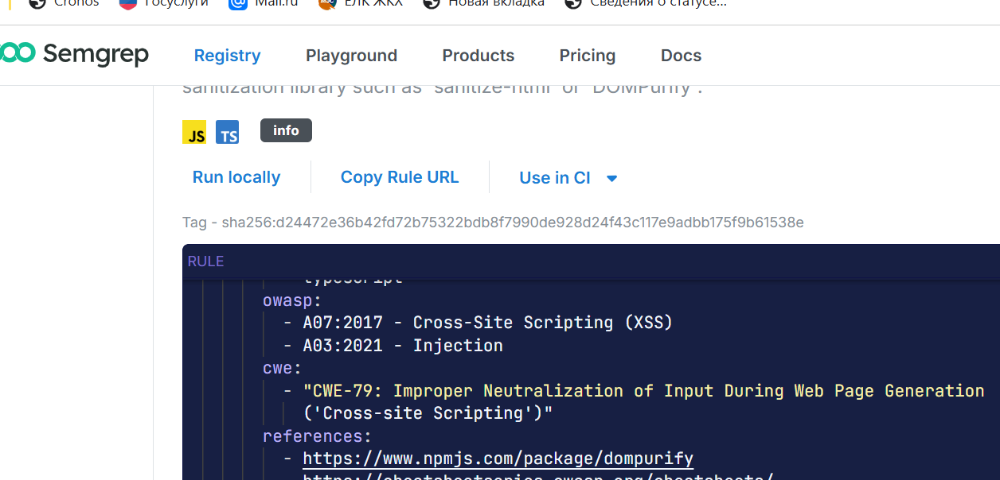 Cronos Госуслуги Mail.ru ЕЛК ЖКХ Новая вкладка Сведения о статусе...
Semgrep Registry Playground Products Pricing Docs
sanitization library such as `sanitize-html` or `DOMPurify`.
JS TS info
Run locally Copy Rule URL Use in CI
Tag - sha256:d24472e36b42fd72b75322bdb8f7990de928d24f43c117e9adbb175f9b61538e
RULE
typescript
owasp:
- A07:2017 - Cross-Site Scripting (XSS)
- A03:2021 - Injection
cwe:
- "CWE-79: Improper Neutralization of Input During Web Page Generation
('Cross-site Scripting')"
references:
- https://www.npmjs.com/package/dompurify
- https://cheatsheetseries.owasp.org/cheatsheets/